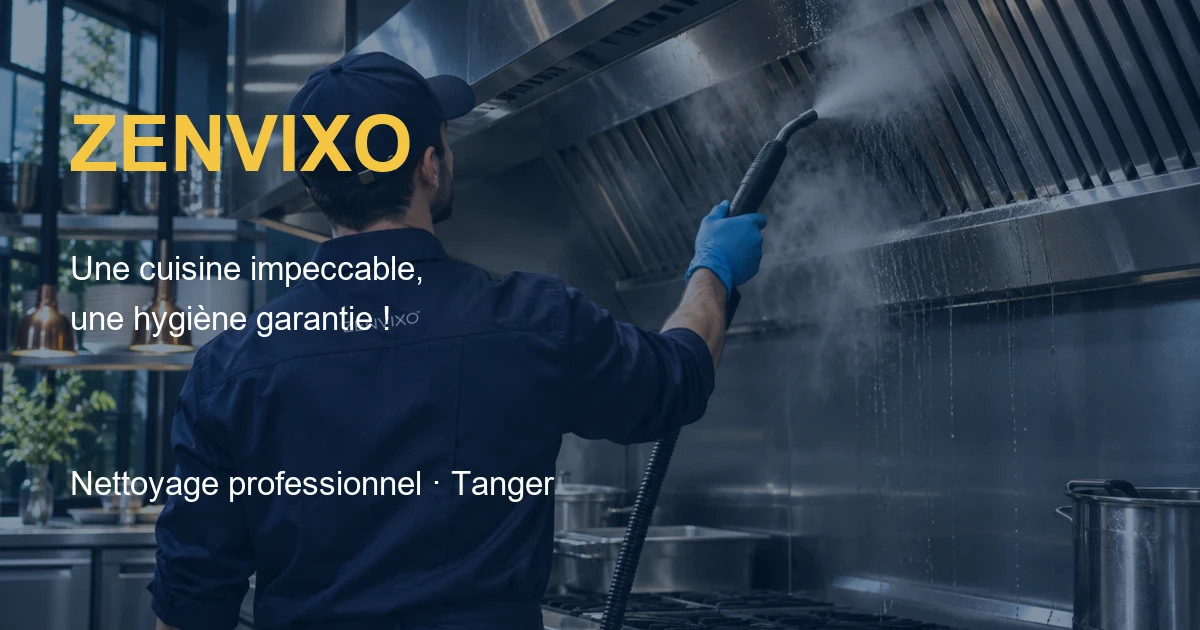 ZENVIXO
Une cuisine impeccable,
une hygiène garantie !
Nettoyage professionnel · Tanger